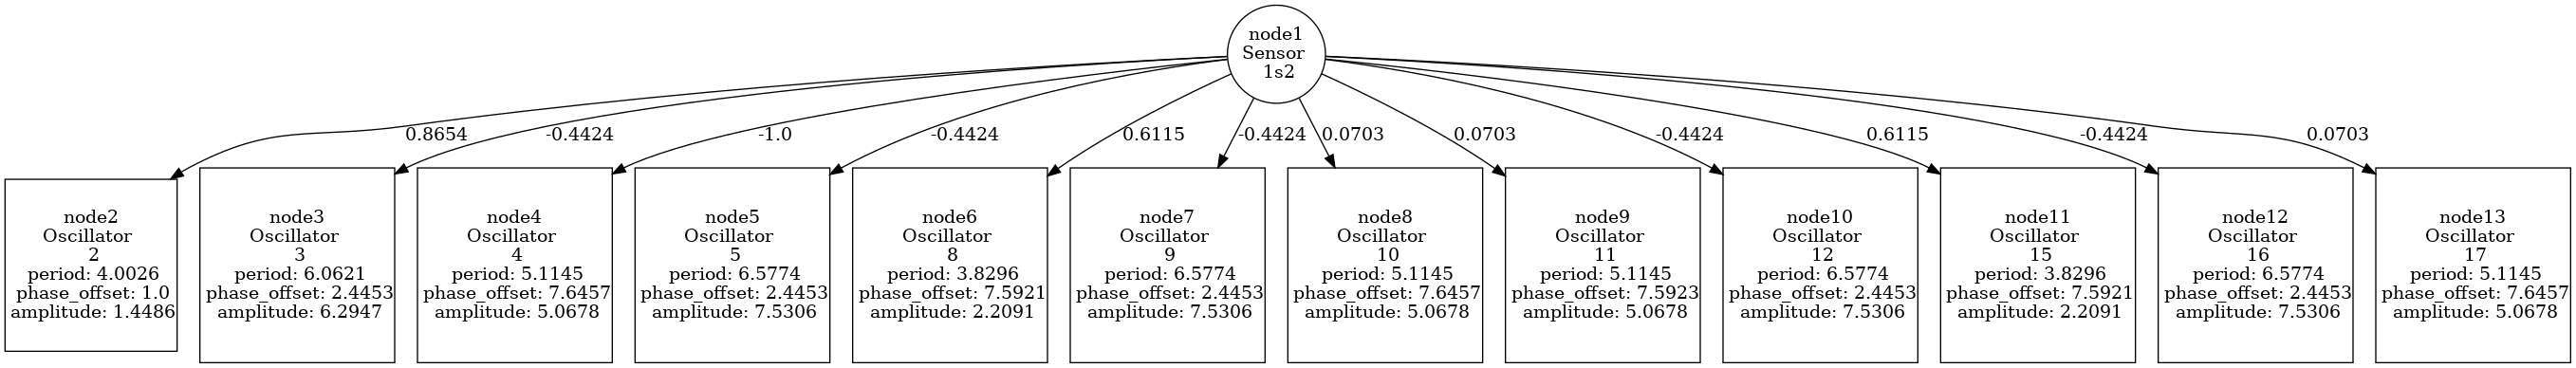 node1
Sensor
1s2
0.8654
-0.4424
-1.0
-0.4424
0.6115
-0.4424
0.0703
0.0703
-0.4424
0.6115
-0.4424
0.0703
node2
Oscillator
2
period: 4.0026
phase_offset: 1.0
amplitude: 1.4486
node3
Oscillator
3
period: 6.0621
phase_offset: 2.4453
amplitude: 6.2947
node4
Oscillator
4
period: 5.1145
phase_offset: 7.6457
amplitude: 5.0678
node5
Oscillator
5
period: 6.5774
phase_offset: 2.4453
amplitude: 7.5306
node6
Oscillator
8
period: 3.8296
phase_offset: 7.5921
amplitude: 2.2091
node7
Oscillator
9
period: 6.5774
phase_offset: 2.4453
amplitude: 7.5306
node8
Oscillator
10
period: 5.1145
phase_offset: 7.6457
amplitude: 5.0678
node9
Oscillator
11
period: 5.1145
phase_offset: 7.5923
amplitude: 5.0678
node10
Oscillator
12
period: 6.5774
phase_offset: 2.4453
amplitude: 7.5306
node11
Oscillator
15
period: 3.8296
phase_offset: 7.5921
amplitude: 2.2091
node12
Oscillator
16
period: 6.5774
phase_offset: 2.4453
amplitude: 7.5306
node13
Oscillator
17
period: 5.1145
phase_offset: 7.6457
amplitude: 5.0678